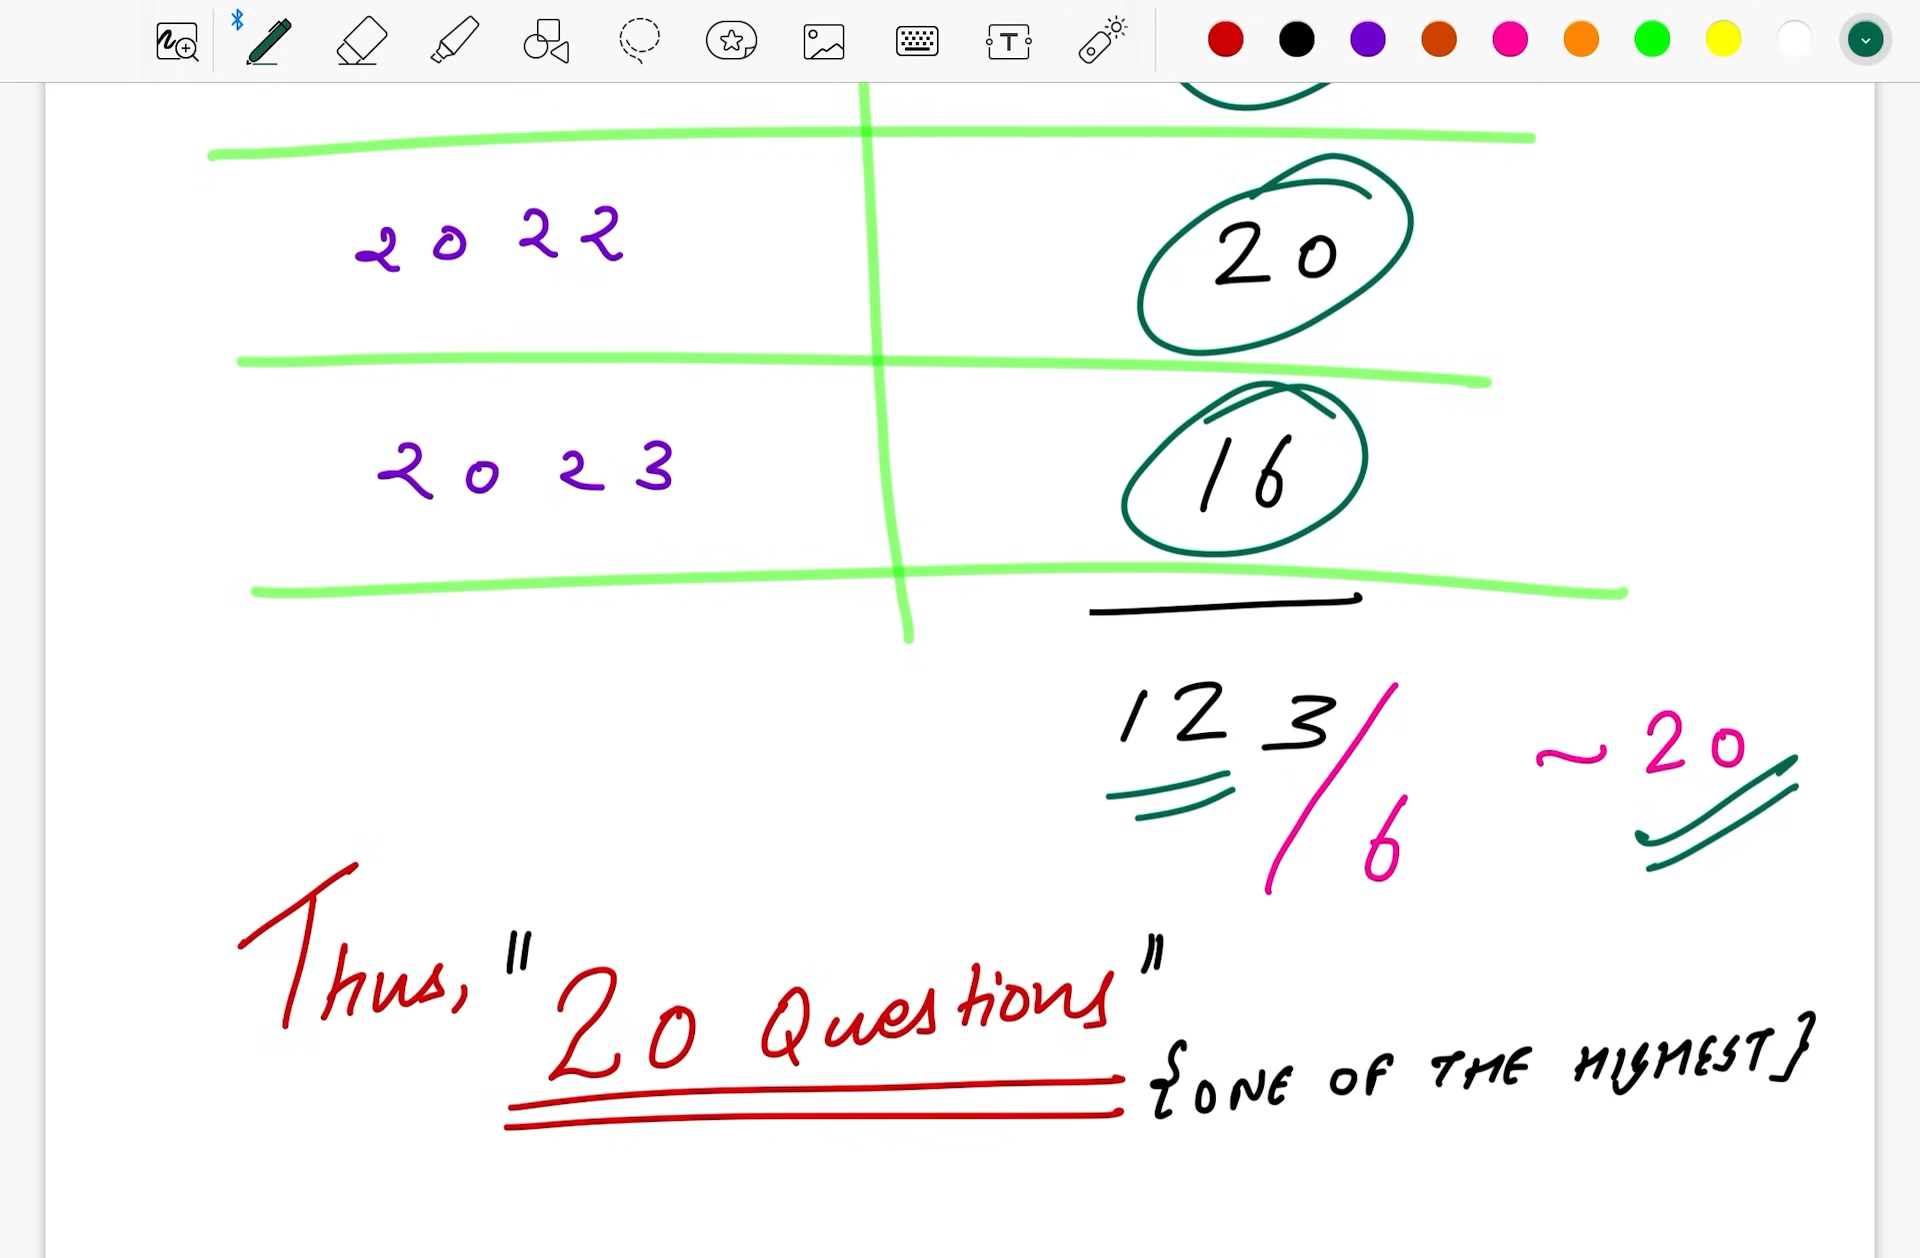 2022 20
2023 16
123/6 ~20
Thus, "20 Questions"
{ONE OF THE HIGHEST}